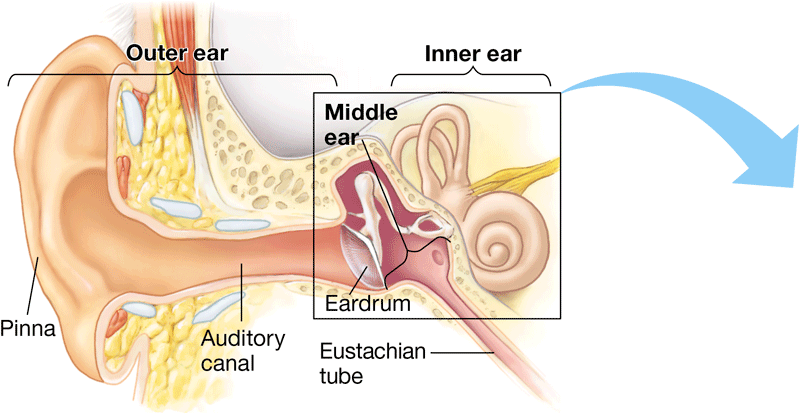 Outer ear
Inner ear
Middle
ear
Pinna
Auditory
canal
Eardrum
Eustachian
tube